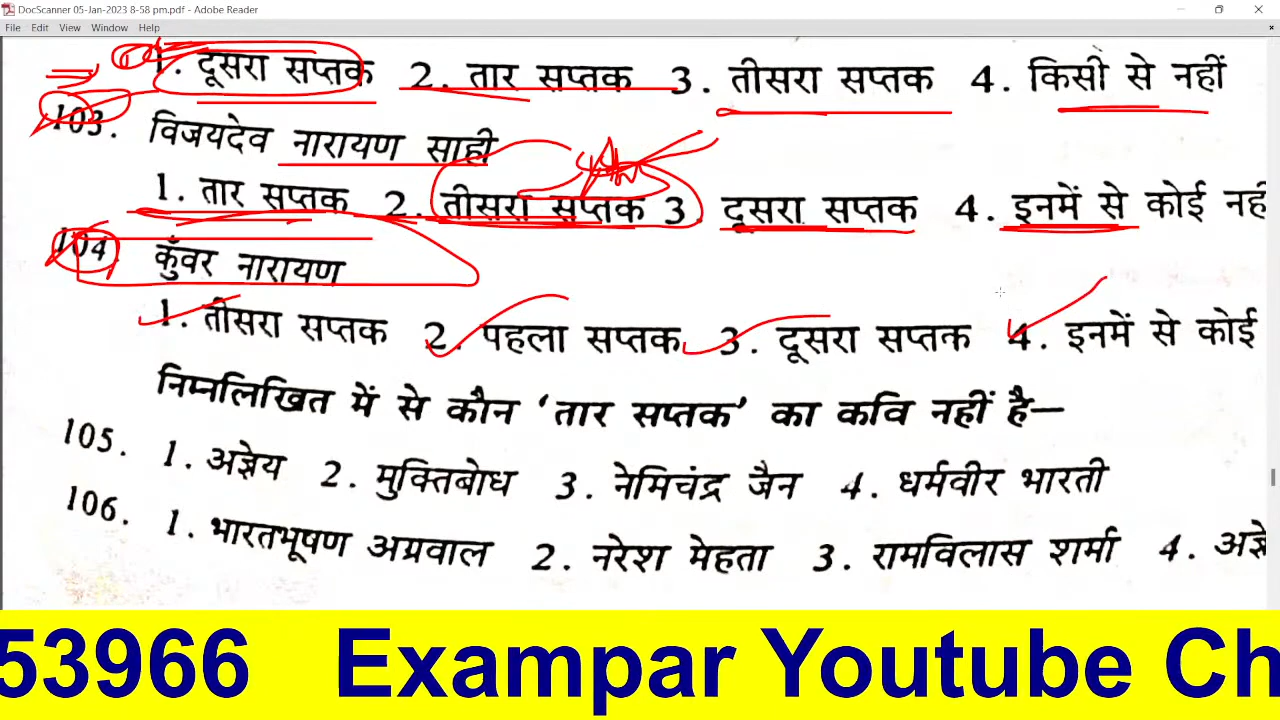 DocScanner 05-Jan-2023 8-58 pm.pdf - Adobe Reader
File Edit View Window Help
1. दूसरा सप्तक 2. तार सप्तक 3. तीसरा सप्तक 4. किसी से नहीं
103. विजयदेव नारायण साही
1. तार सप्तक 2. तीसरा सप्तक 3. दूसरा सप्तक 4. इनमें से कोई नहीं
104 कुँवर नारायण
1. तीसरा सप्तक 2. पहला सप्तक 3. दूसरा सप्तक 4. इनमें से कोई
निम्नलिखित में से कौन ‘तार सप्तक’ का कवि नहीं है—
105. 1. अज्ञेय 2. मुक्तिबोध 3. नेमिचंद्र जैन 4. धर्मवीर भारती
106. 1. भारतभूषण अग्रवाल 2. नरेश मेहता 3. रामविलास शर्मा 4. अज्ञे
53966 Exampar Youtube Ch